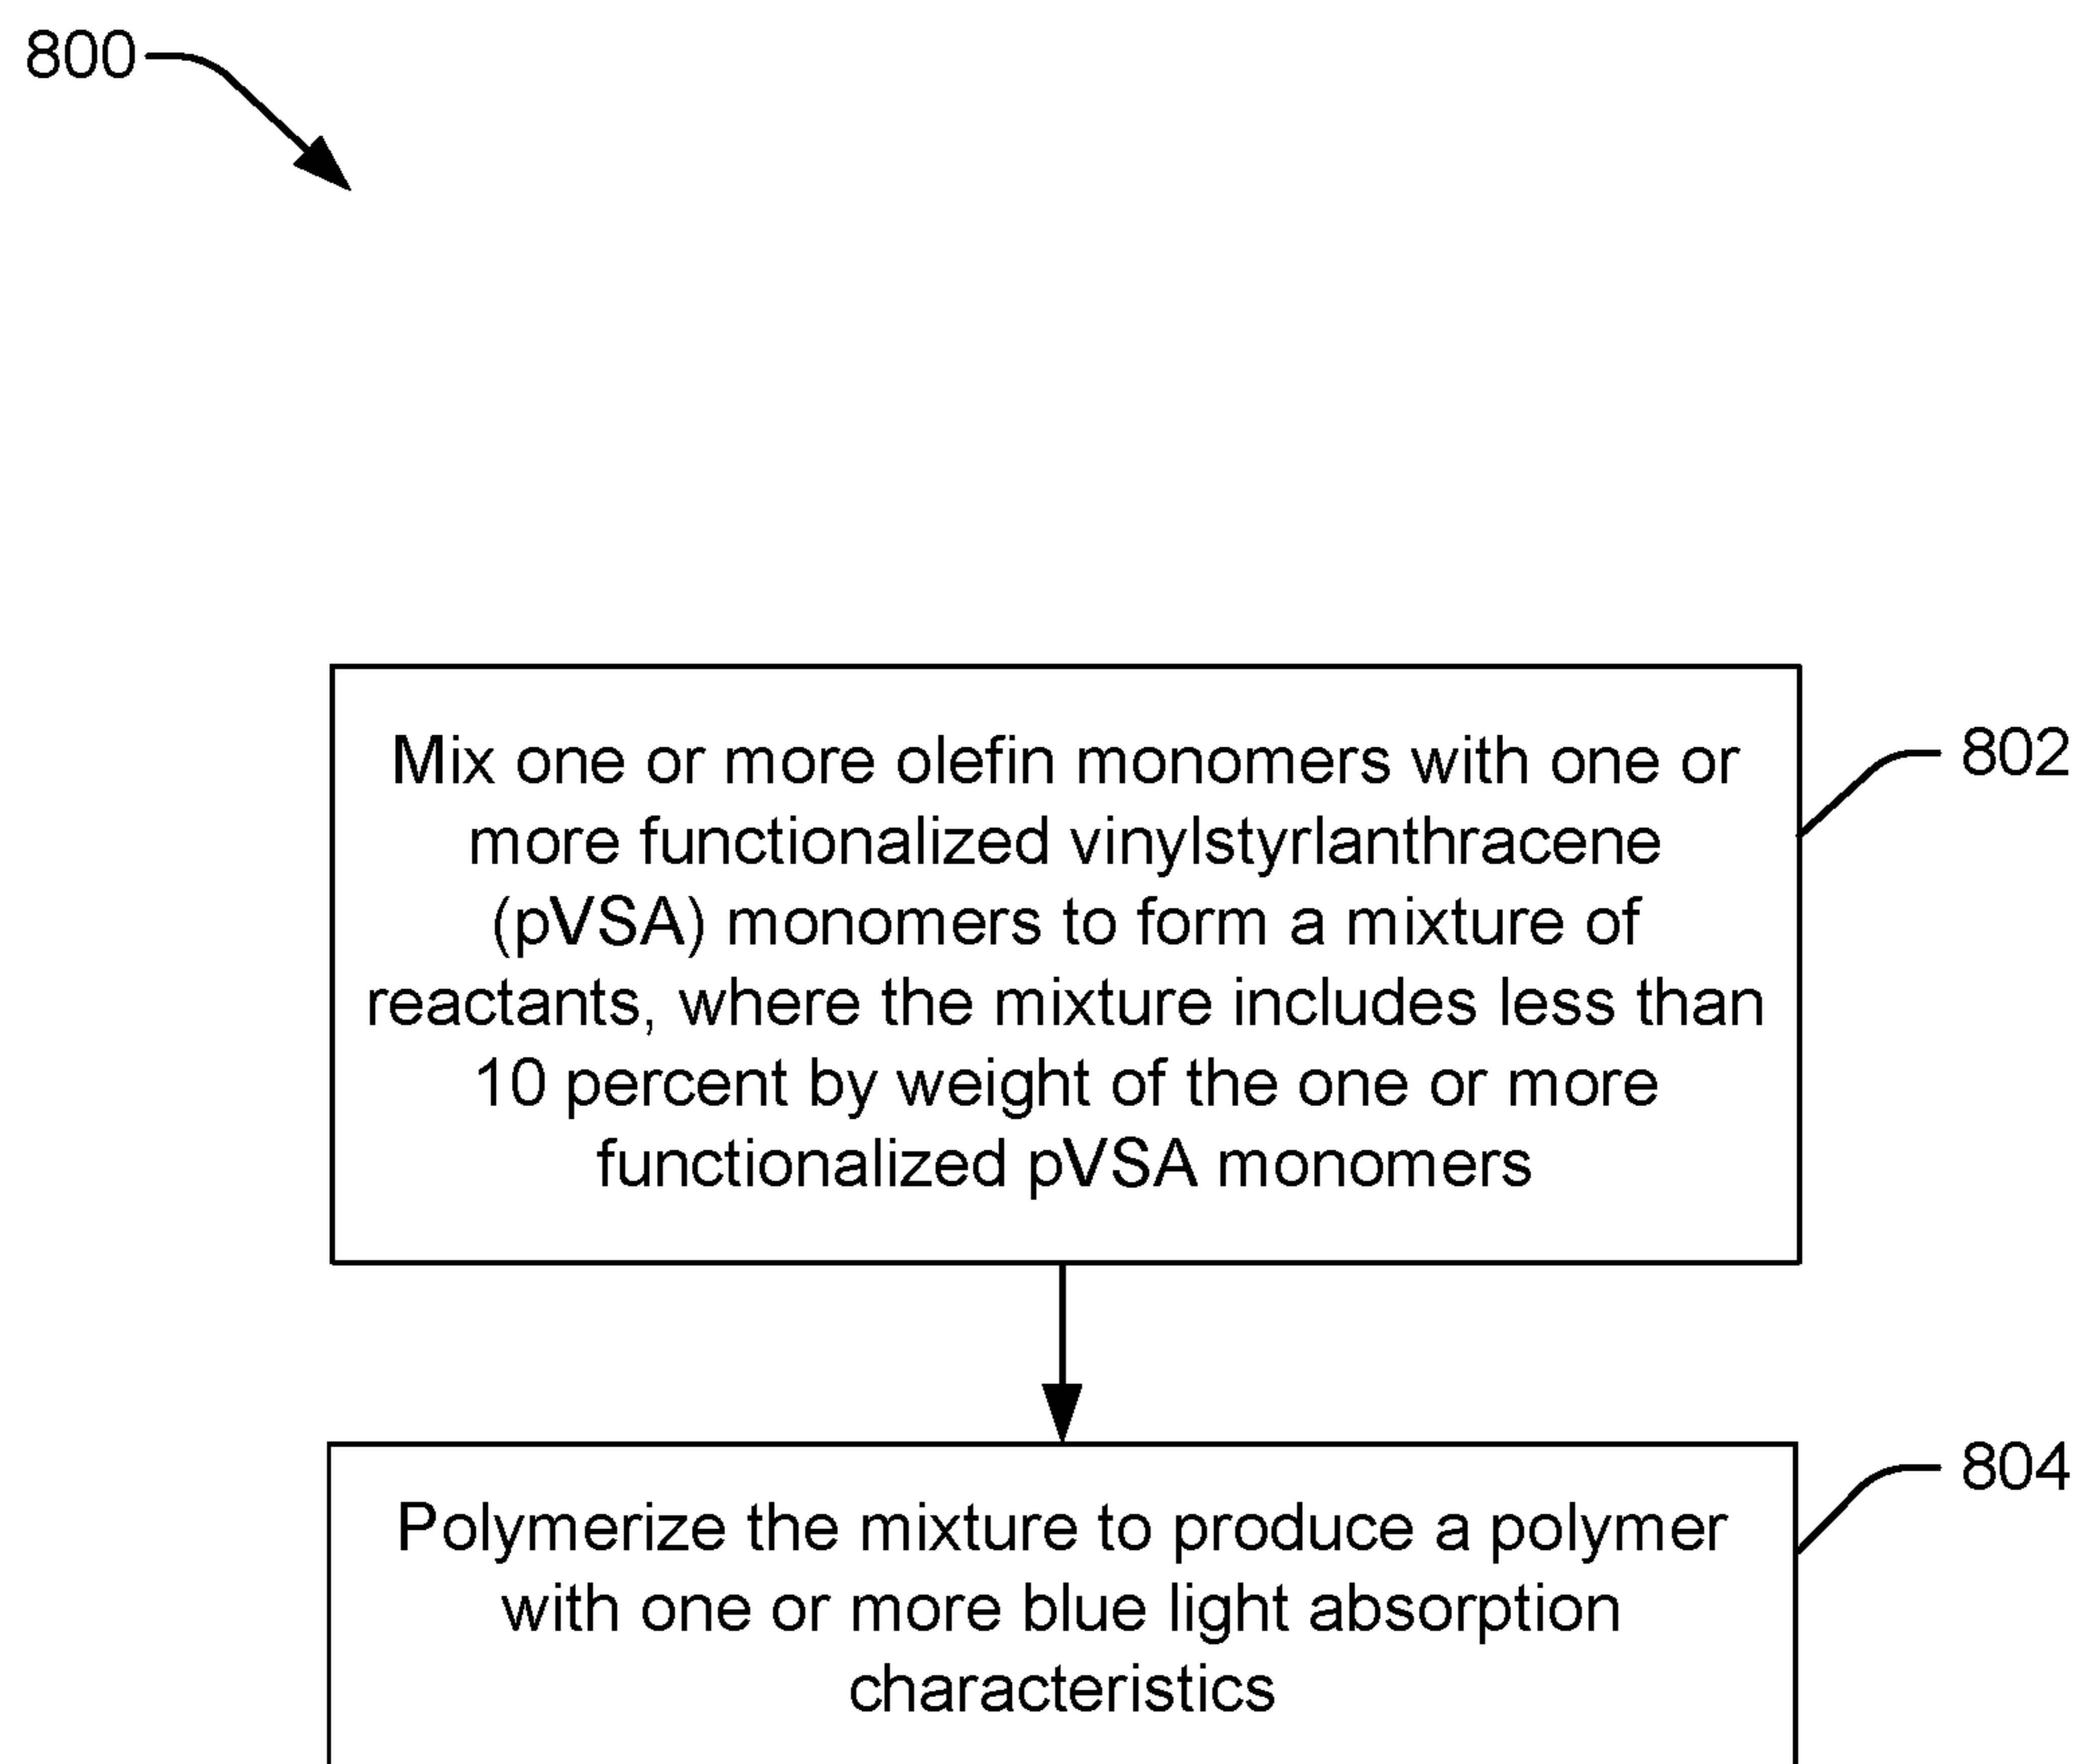 800
Mix one or more olefin monomers with one or
more functionalized vinylstyrlanthracene
(pVSA) monomers to form a mixture of
reactants, where the mixture includes less than
10 percent by weight of the one or more
functionalized pVSA monomers
802
Polymerize the mixture to produce a polymer
with one or more blue light absorption
characteristics
804